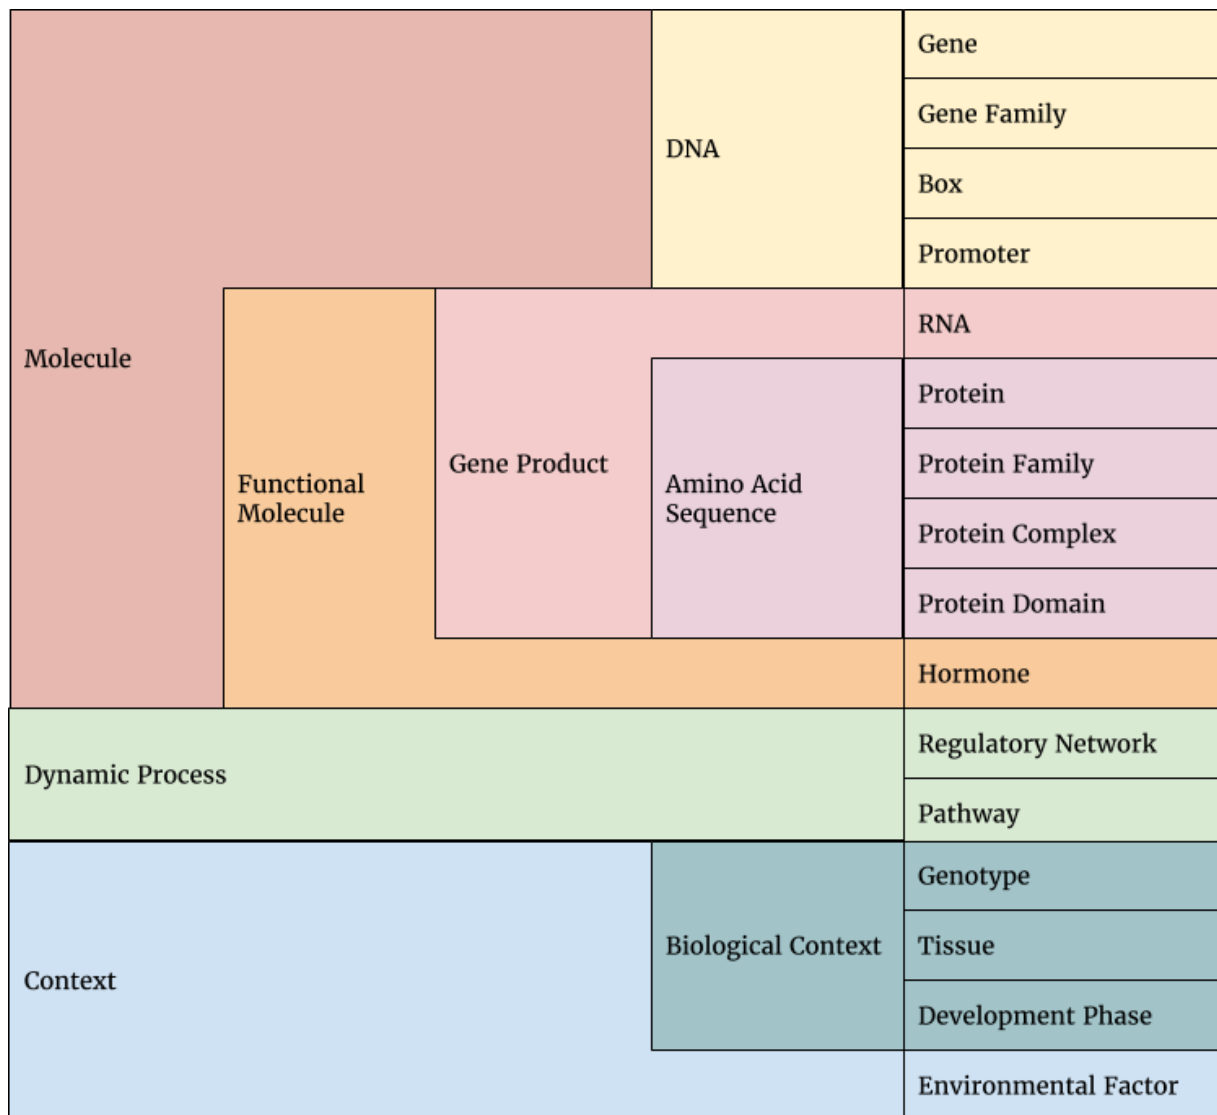 Gene
Gene Family
DNA
Box
Promoter
RNA
Molecule
Protein
Gene Product
Protein Family
Functional
Molecule
Amino Acid
Sequence
Protein Complex
Protein Domain
Hormone
Regulatory Network
Dynamic Process
Pathway
Genotype
Biological Context
Tissue
Context
Development Phase
Environmental Factor